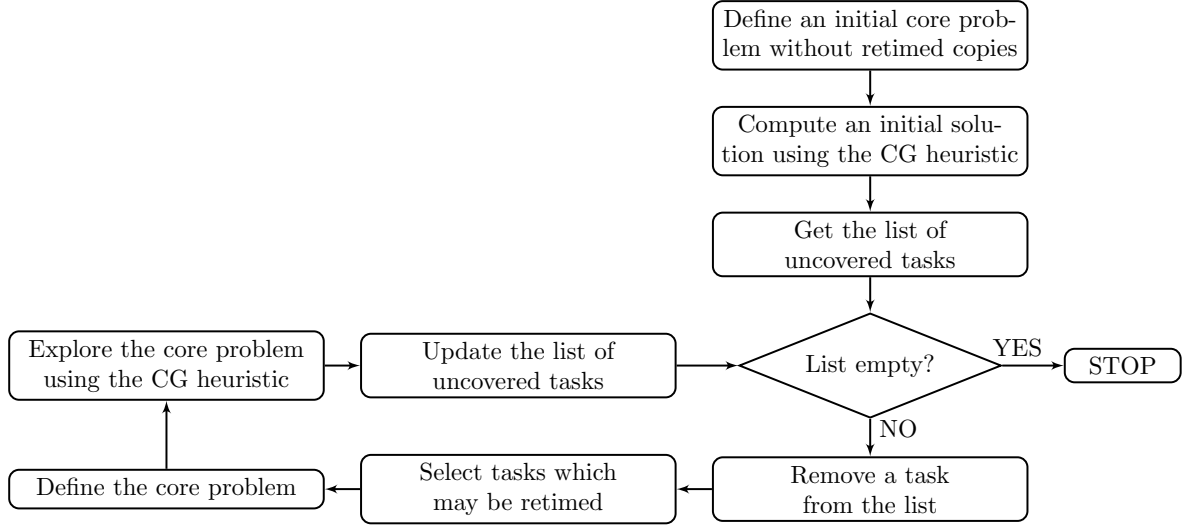 Define an initial core pro-
blem without retimed copies
Compute an initial solu-
tion using the CG heuristic
Get the list of
uncovered tasks
Explore the core problem
using the CG heuristic
Update the list of
uncovered tasks
List empty?
YES
STOP
NO
Define the core problem
Select tasks which
may be retimed
Remove a task
from the list